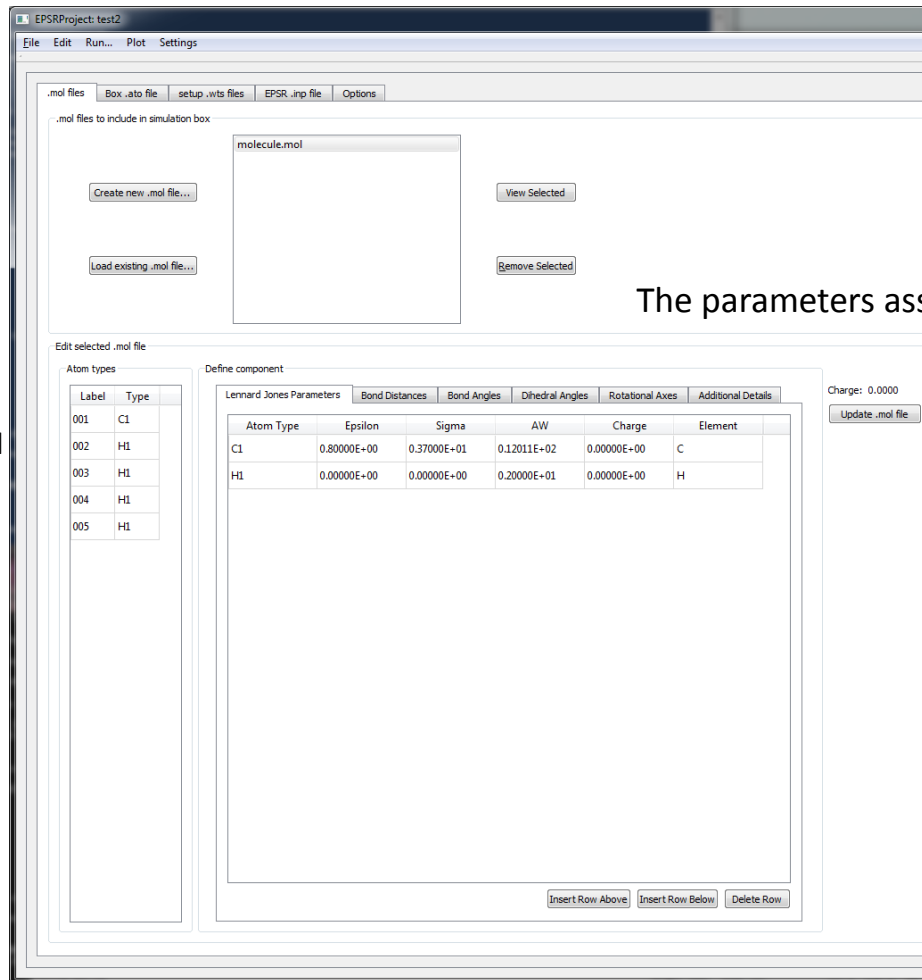 EPSRProject: test2
File Edit Run... Plot Settings
.mol files Box .ato file setup .wts files EPSR .inp file Options
.mol files to include in simulation box
molecule.mol
Create new .mol file... View Selected
Load existing .mol file... Remove Selected
The parameters ass
Edit selected .mol file
Atom types Define component
Label Type Lennard Jones Parameters Bond Distances Bond Angles Dihedral Angles Rotational Axes Additional Details Charge: 0.0000
Update .mol file
Atom Type Epsilon Sigma AW Charge Element
001 C1 C1 0.80000E+00 0.37000E+01 0.12011E+02 0.00000E+00 C
002 H1 H1 0.00000E+00 0.00000E+00 0.20000E+01 0.00000E+00 H
003 H1
004 H1
005 H1
Insert Row Above Insert Row Below Delete Row